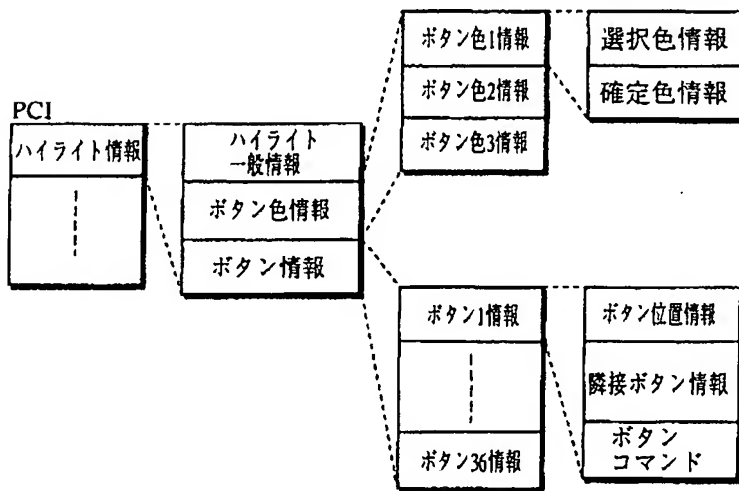 PCI
ハイライト情報
ハイライト
一般情報
ボタン色情報
ボタン情報
ボタン色1情報
ボタン色2情報
ボタン色3情報
選択色情報
確定色情報
ボタン1情報
ボタン36情報
ボタン位置情報
隣接ボタン情報
ボタン
コマンド